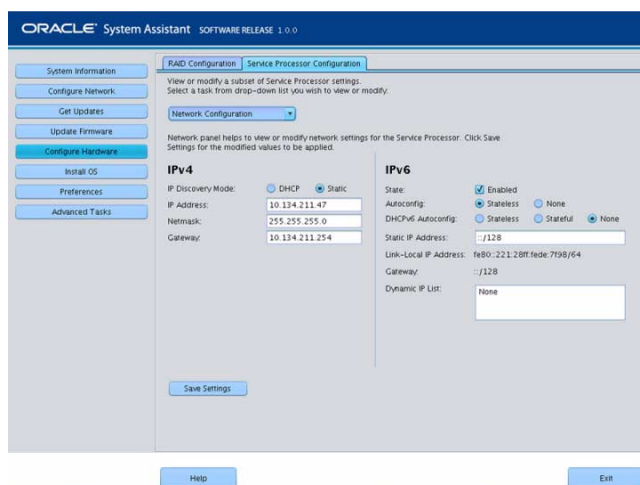 ORACLE® System Assistant SOFTWARE RELEASE 1.0.0
System Information
Configure Network
Get Updates
Update Firmware
Configure Hardware
Install OS
Preferences
Advanced Tasks
RAID Configuration Service Processor Configuration
View or modify a subset of Service Processor settings.
Select a task from drop-down list you wish to view or modify.
Network Configuration
Network panel helps to view or modify network settings for the Service Processor. Click Save
Settings for the modified values to be applied.
IPv4
IP Discovery Mode: DHCP Static
IP Address: 10.134.211.47
Netmask: 255.255.255.0
Gateway: 10.134.211.254
IPv6
State: Enabled
Autoconfig: Stateless None
DHCPv6 Autoconfig: Stateless Stateful None
Static IP Address: ::/128
Link-Local IP Address: fe80::221:28ff:fede:7f98/64
Gateway: ::/128
Dynamic IP List: None
Save Settings
Help
Exit